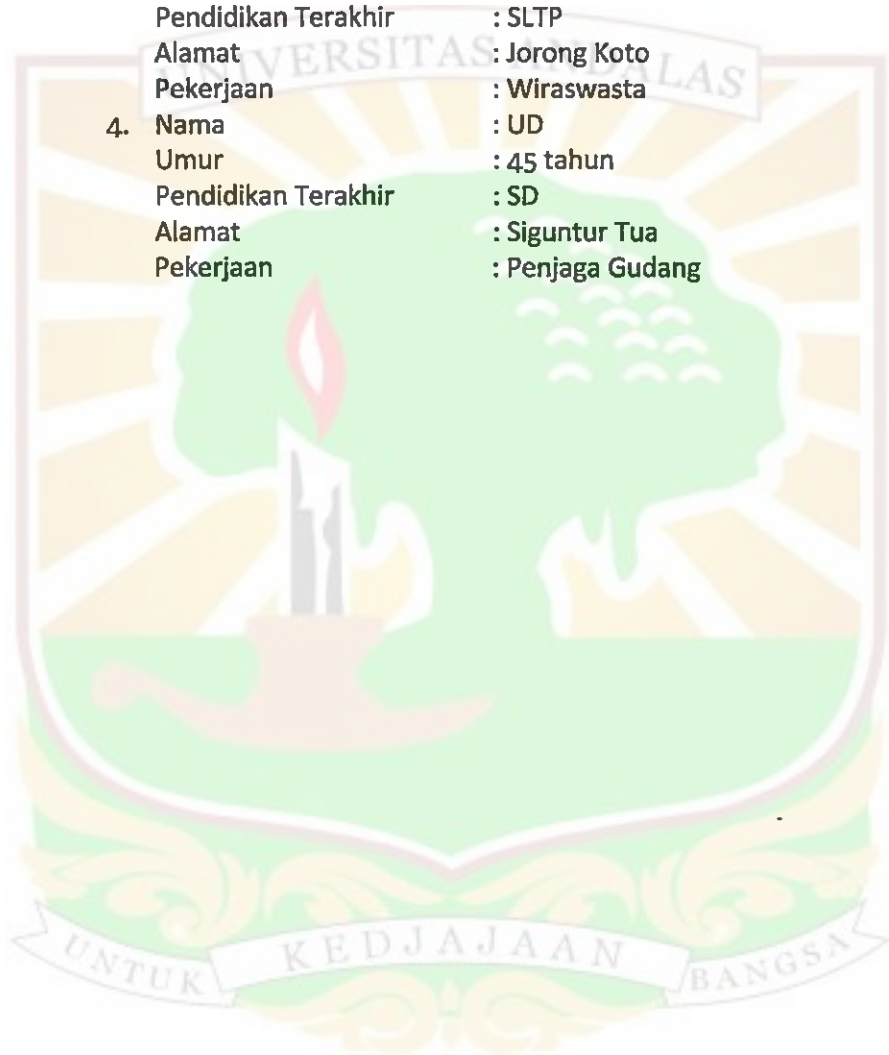 Pendidikan Terakhir : SLTP
Alamat : Jorong Koto
UNIVERSITAS ANDALAS
Pekerjaan : Wiraswasta
4. Nama : UD
Umur : 45 tahun
Pendidikan Terakhir : SD
Alamat : Siguntur Tua
Pekerjaan : Penjaga Gudang
UNTUK KEDJAJAAN BANGSA